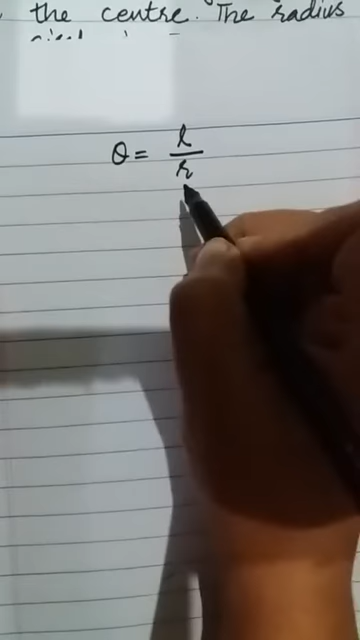 the centre. The radius
θ = l/r